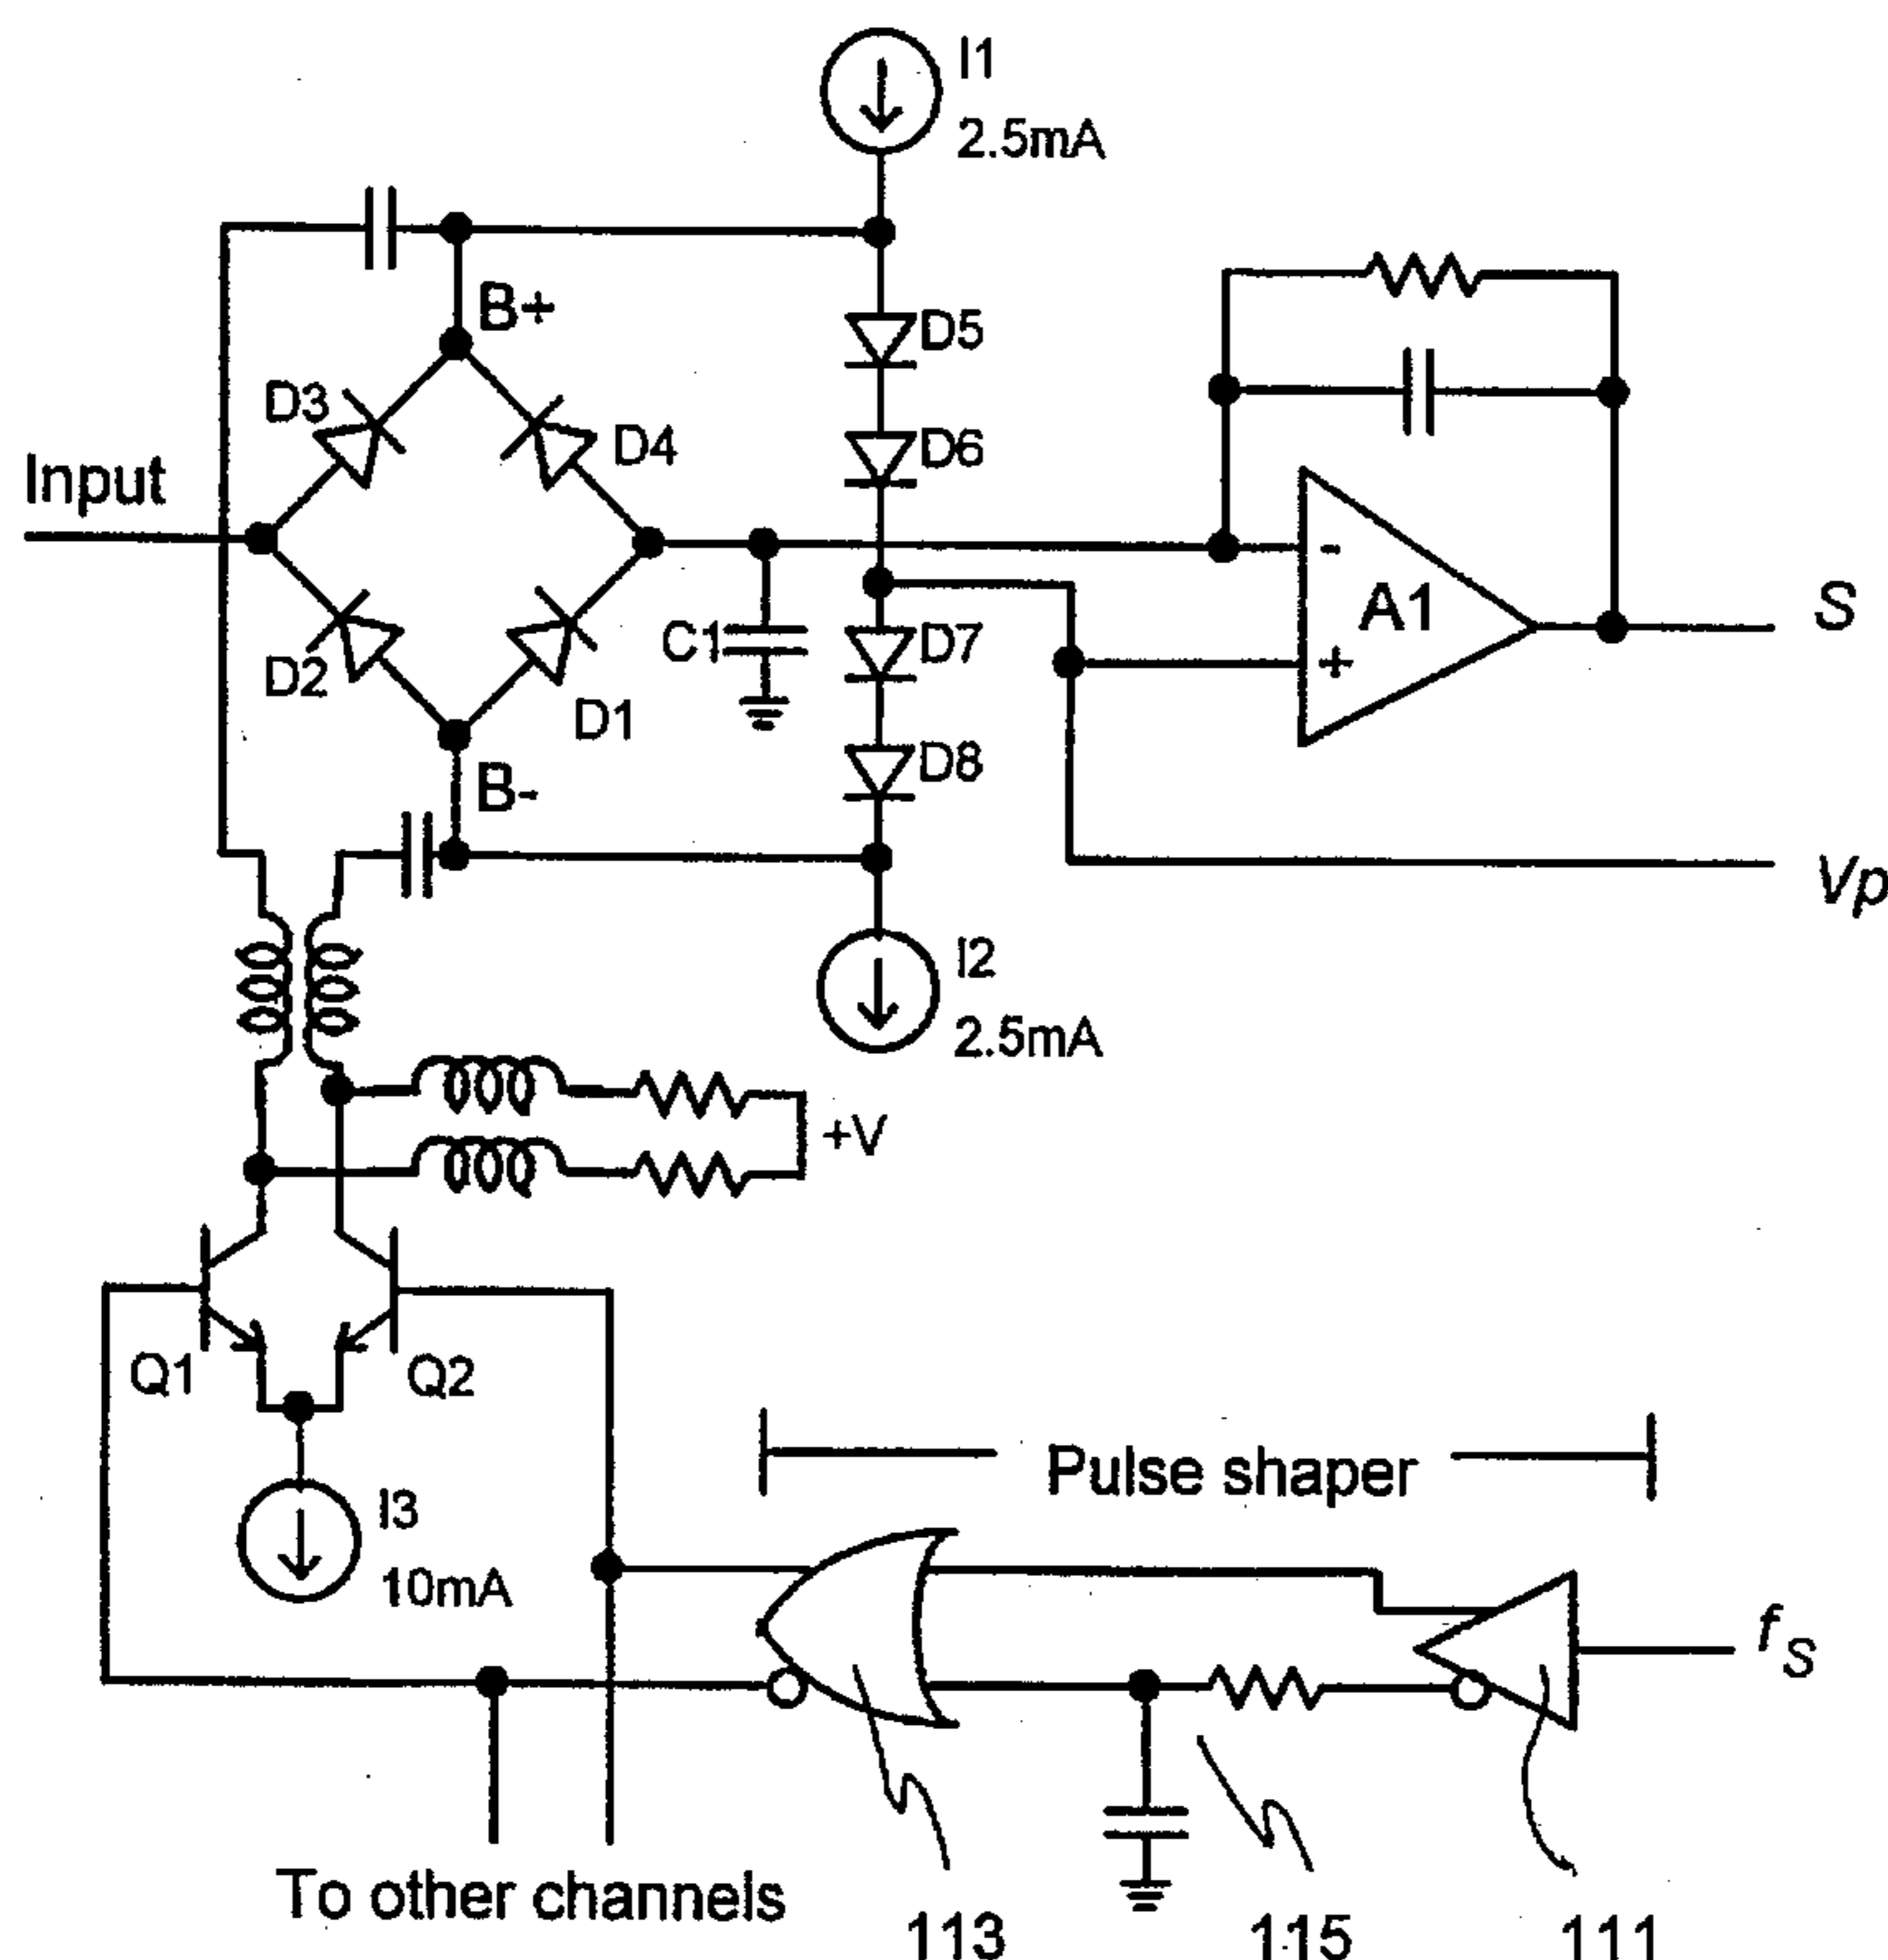 I1
2.5mA
B+
D5
D3
D4
D6
Input
A1
-
+
S
C1
D7
D2
D1
D8
B-
Vp
I2
2.5mA
+V
Q1
Q2
Pulse shaper
I3
10mA
fS
To other channels
113
115
111